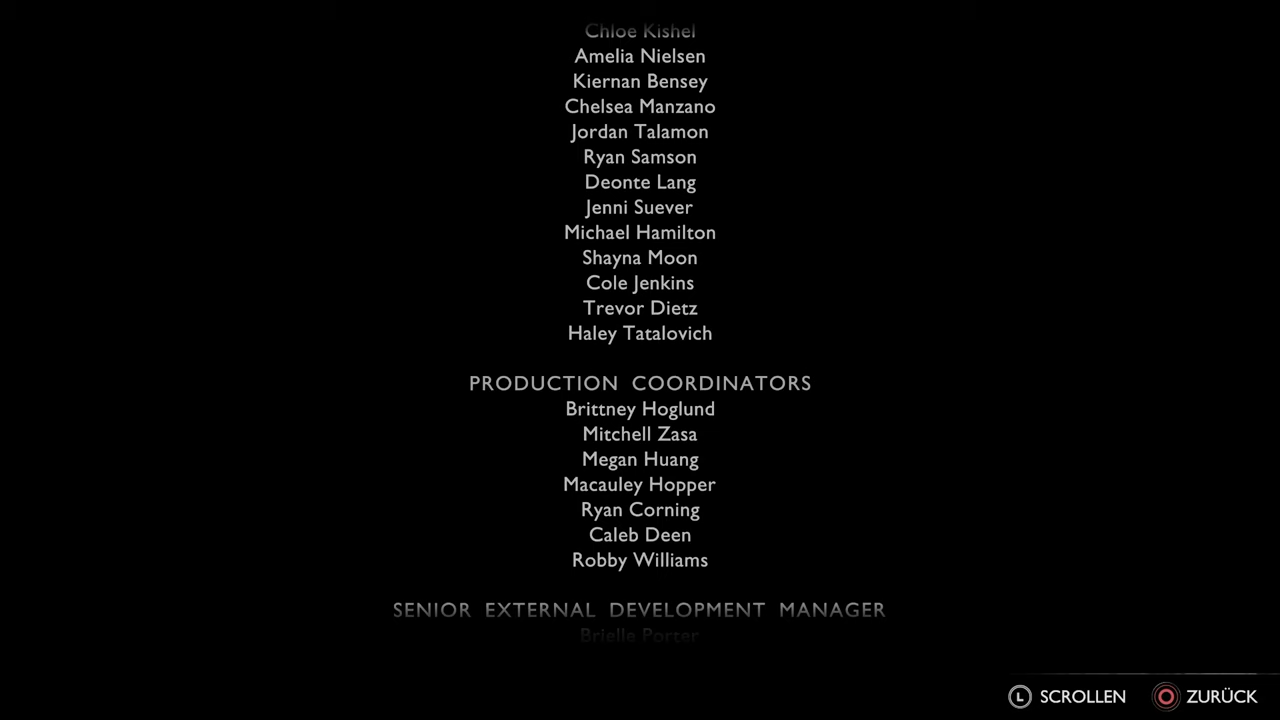 Chloe Kishel
Amelia Nielsen
Kiernan Bensey
Chelsea Manzano
Jordan Talamon
Ryan Samson
Deonte Lang
Jenni Suever
Michael Hamilton
Shayna Moon
Cole Jenkins
Trevor Dietz
Haley Tatalovich
PRODUCTION COORDINATORS
Brittney Hoglund
Mitchell Zasa
Megan Huang
Macauley Hopper
Ryan Corning
Caleb Deen
Robby Williams
SENIOR EXTERNAL DEVELOPMENT MANAGER
Brielle Porter
L SCROLLEN ZURÜCK